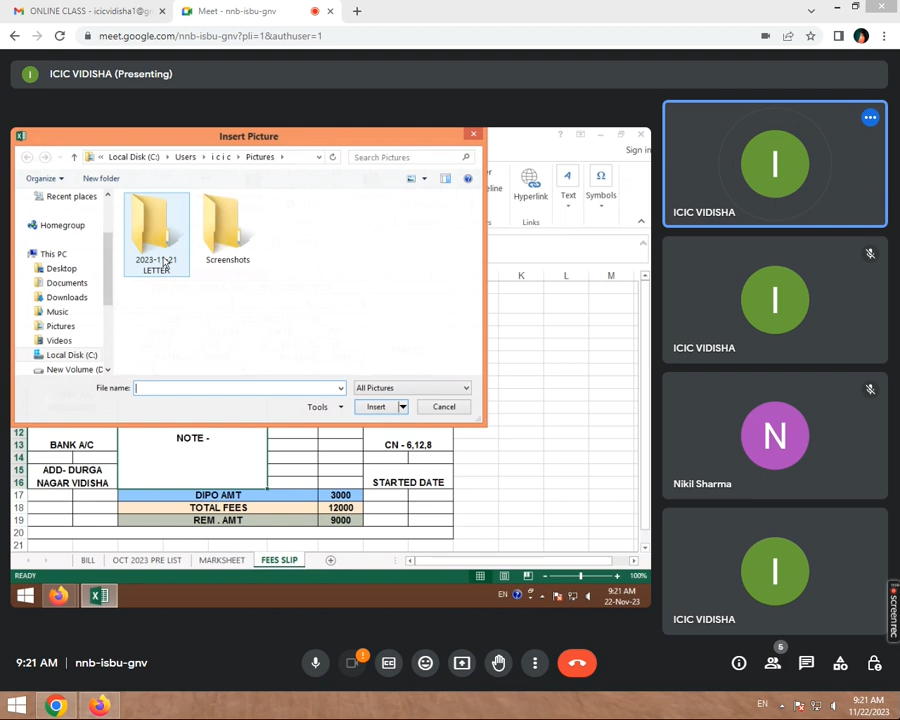 ONLINE CLASS - icicvidisha1@gr
Meet - nnb-isbu-gnv
meet.google.com/nnb-isbu-gnv?pli=1&authuser=1
I
ICIC VIDISHA (Presenting)
Insert Picture
« Local Disk (C:) ▸ Users ▸ i c i c ▸ Pictures ▸
Search Pictures
Organize
New folder
Recent places
Homegroup
This PC
Desktop
Documents
Downloads
Music
Pictures
Videos
Local Disk (C:)
New Volume (D
2023-11-21
LETTER
Screenshots
File name:
All Pictures
Tools
Insert
Cancel
Sign in
Hyperlink
Text
Symbols
Links
K L M
12
13 BANK A/C
NOTE -
CN - 6,12,8
14
15 ADD- DURGA
16 NAGAR VIDISHA
STARTED DATE
17 DIPO AMT 3000
18 TOTAL FEES 12000
19 REM . AMT 9000
20
21
BILL
OCT 2023 PRE LIST
MARKSHEET
FEES SLIP
READY
100%
EN
9:21 AM
22-Nov-23
I
ICIC VIDISHA
I
ICIC VIDISHA
N
Nikil Sharma
I
ICIC VIDISHA
screen rec
9:21 AM
nnb-isbu-gnv
5
EN
9:21 AM
11/22/2023